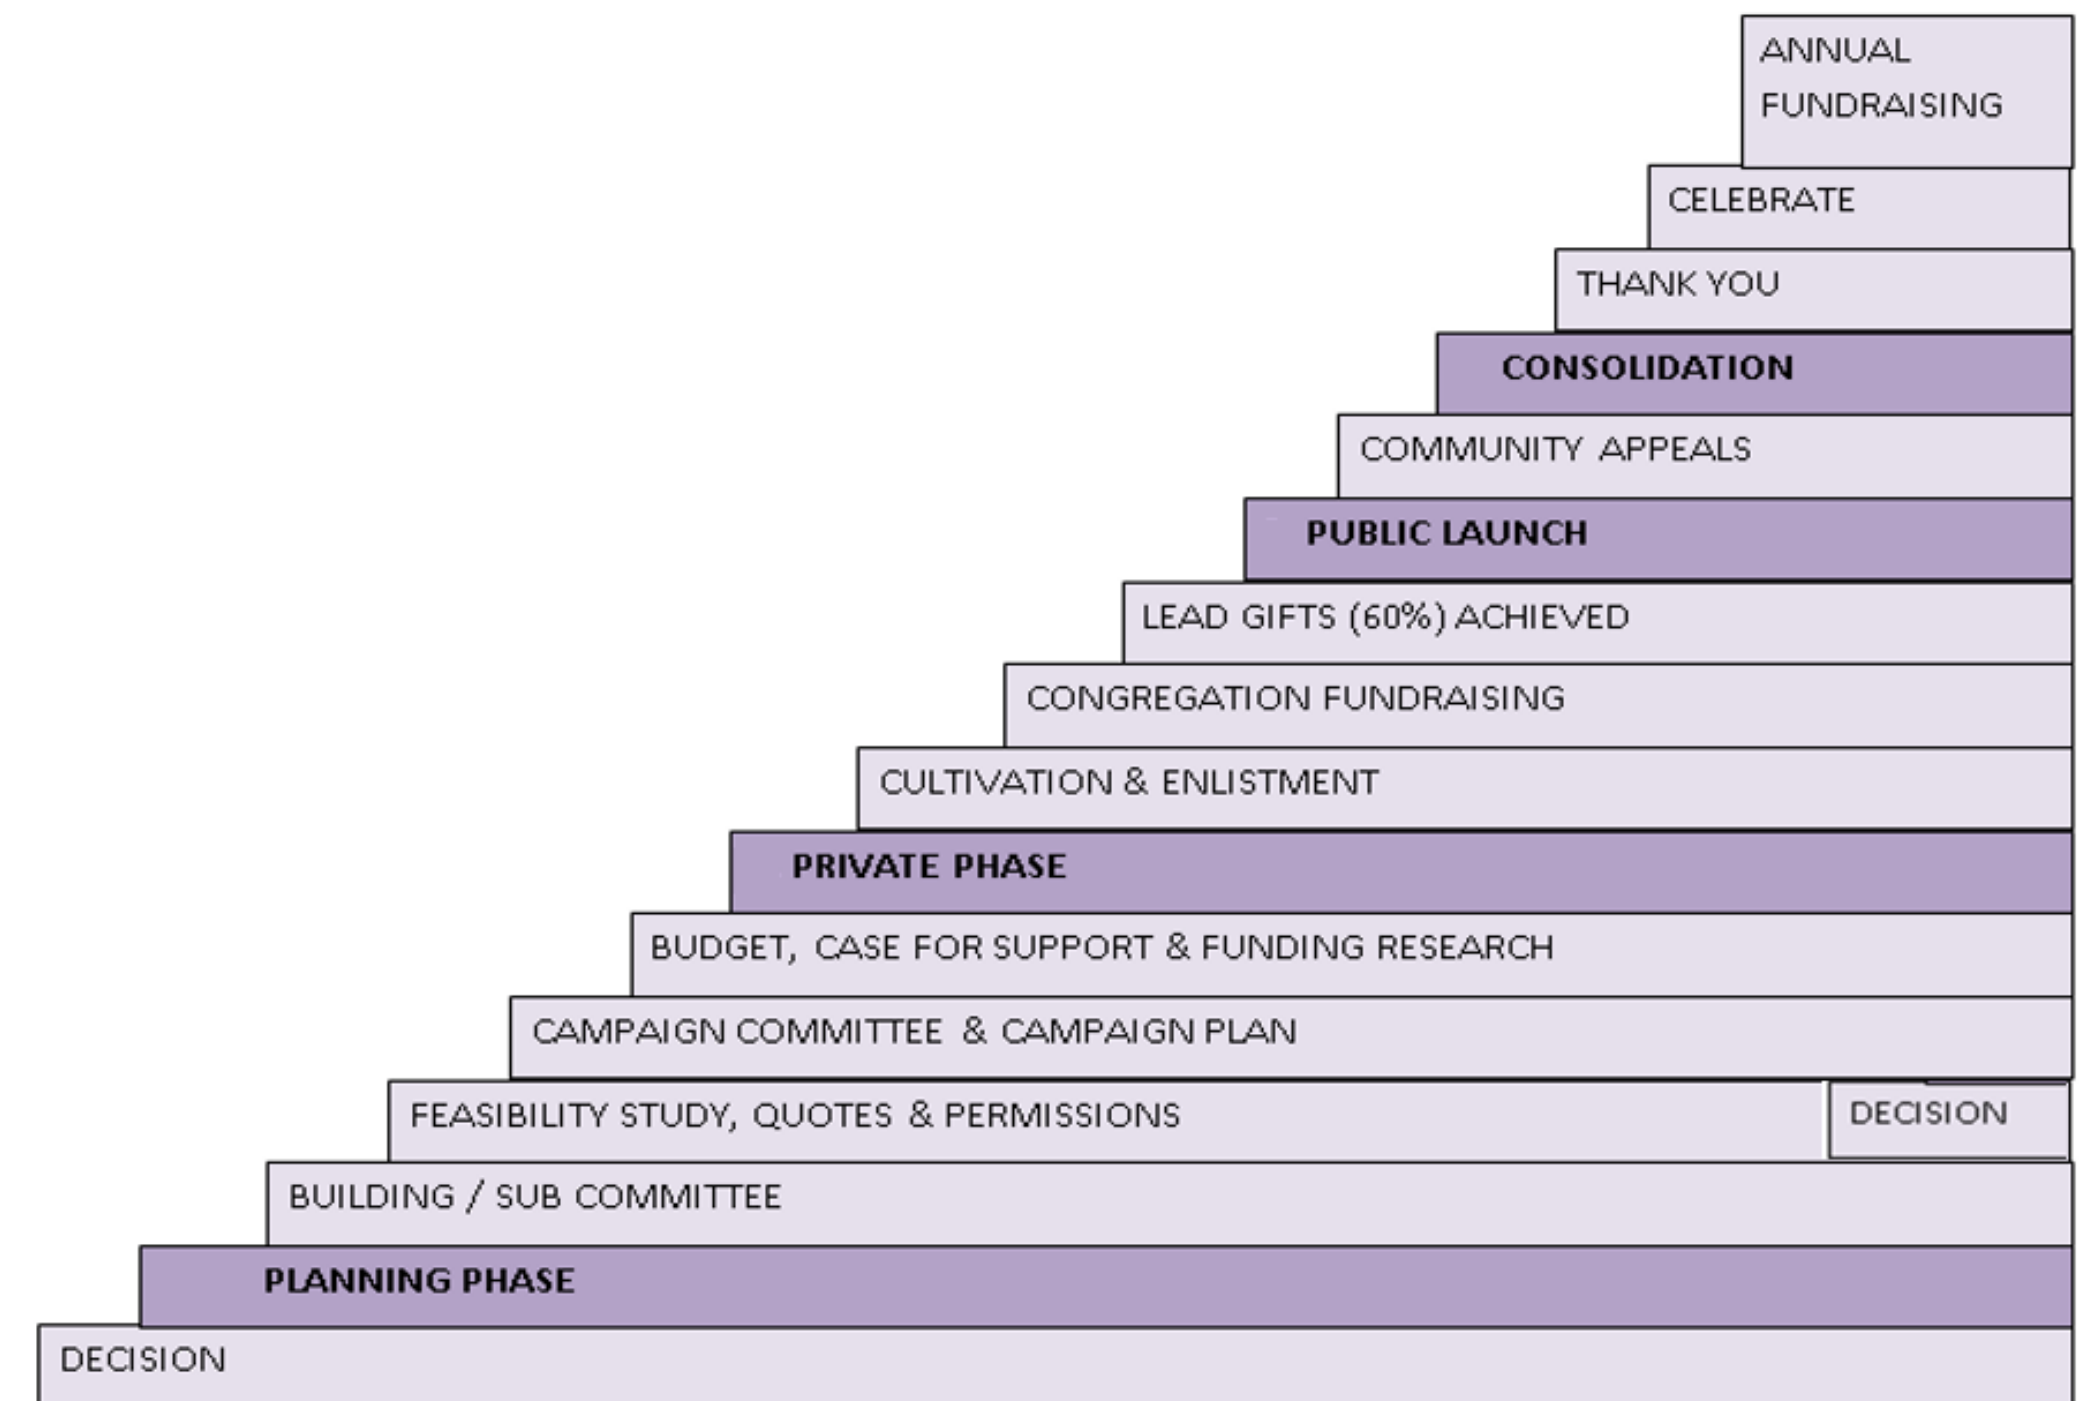 ANNUAL
FUNDRAISING
CELEBRATE
THANK YOU
CONSOLIDATION
COMMUNITY APPEALS
PUBLIC LAUNCH
LEAD GIFTS (60%) ACHIEVED
CONGREGATION FUNDRAISING
CULTIVATION & ENLISTMENT
PRIVATE PHASE
BUDGET, CASE FOR SUPPORT & FUNDING RESEARCH
CAMPAIGN COMMITTEE & CAMPAIGN PLAN
FEASIBILITY STUDY, QUOTES & PERMISSIONS
DECISION
BUILDING / SUB COMMITTEE
PLANNING PHASE
DECISION